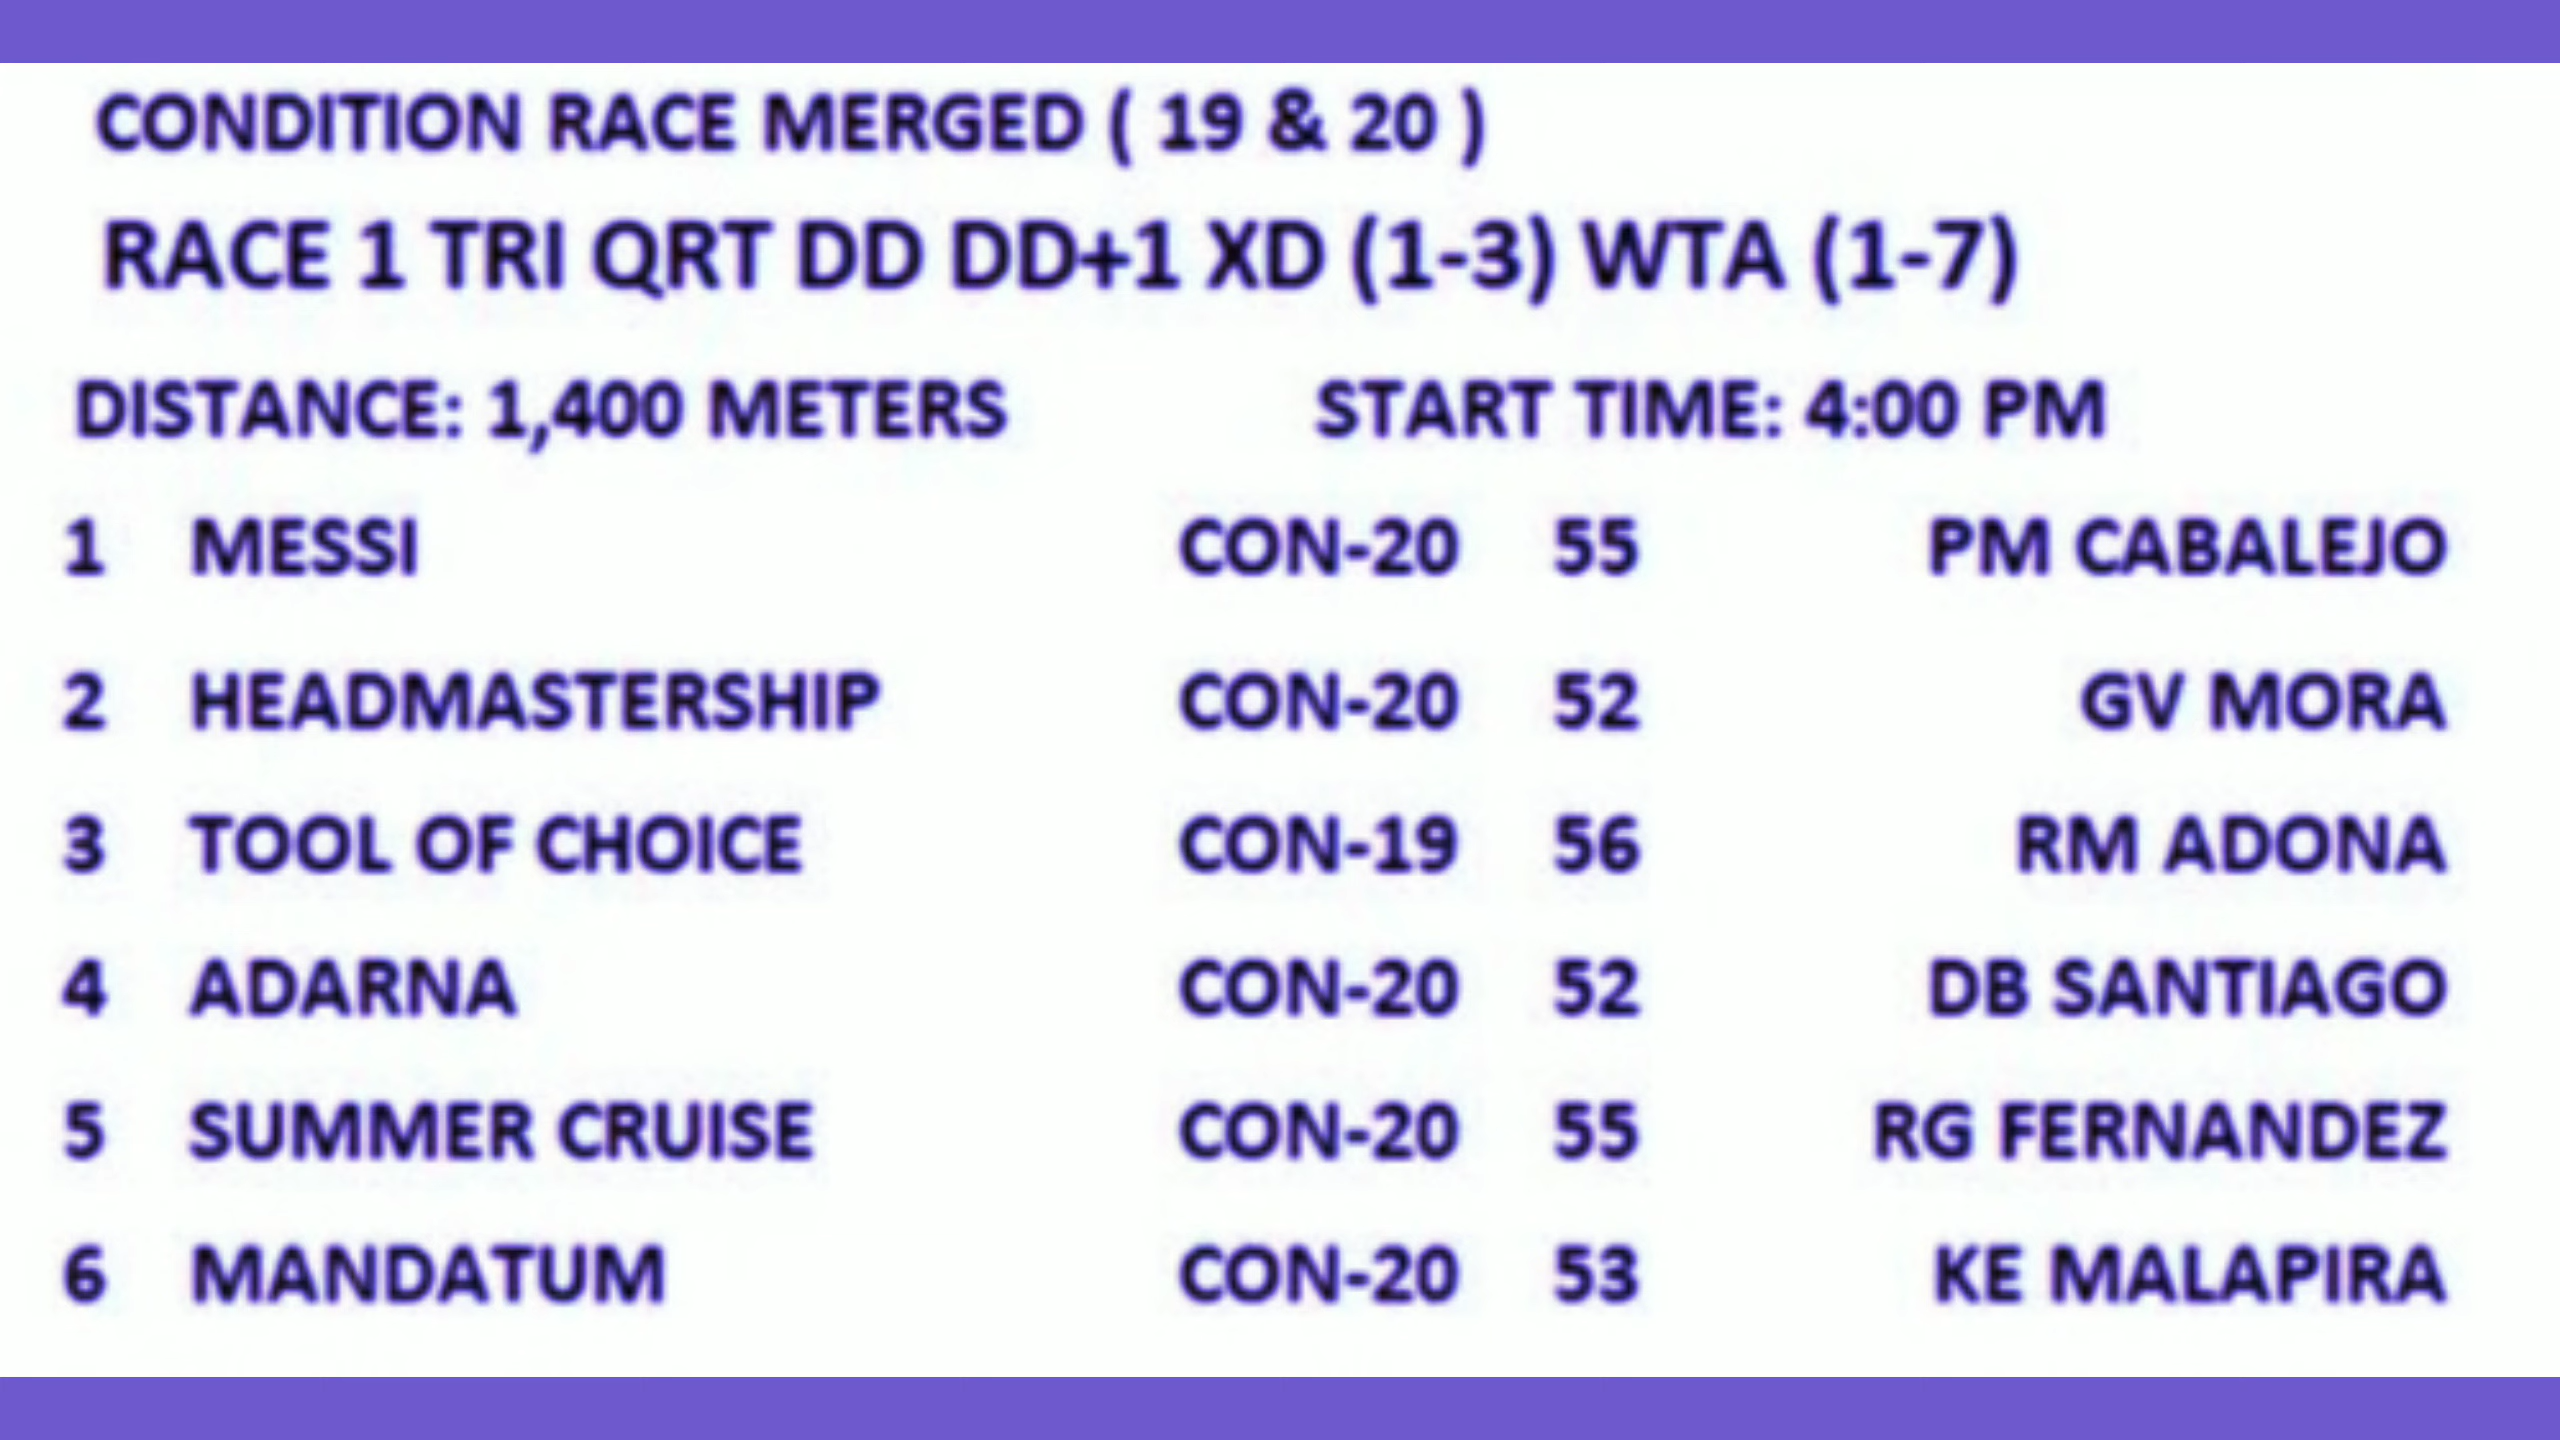 CONDITION RACE MERGED ( 19 & 20 )
RACE 1 TRI QRT DD DD+1 XD (1-3) WTA (1-7)
DISTANCE: 1,400 METERS START TIME: 4:00 PM
1 MESSI CON-20 55 PM CABALEJO
2 HEADMASTERSHIP CON-20 52 GV MORA
3 TOOL OF CHOICE CON-19 56 RM ADONA
4 ADARNA CON-20 52 DB SANTIAGO
5 SUMMER CRUISE CON-20 55 RG FERNANDEZ
6 MANDATUM CON-20 53 KE MALAPIRA